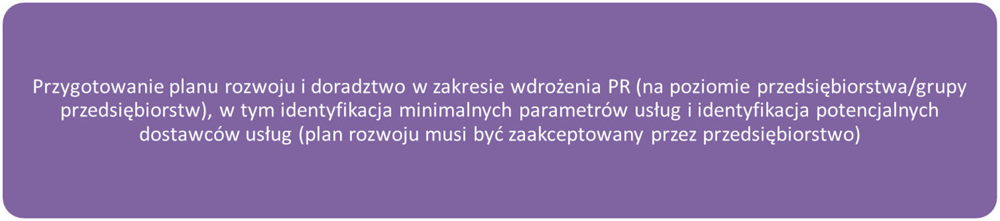 Przygotowanie planu rozwoju i doradztwo w zakresie wdrożenia PR (na poziomie przedsiębiorstwa/grupy
przedsiębiorstw), w tym identyfikacja minimalnych parametrów usług i identyfikacja potencjalnych
dostawców usług (plan rozwoju musi być zaakceptowany przez przedsiębiorstwo)